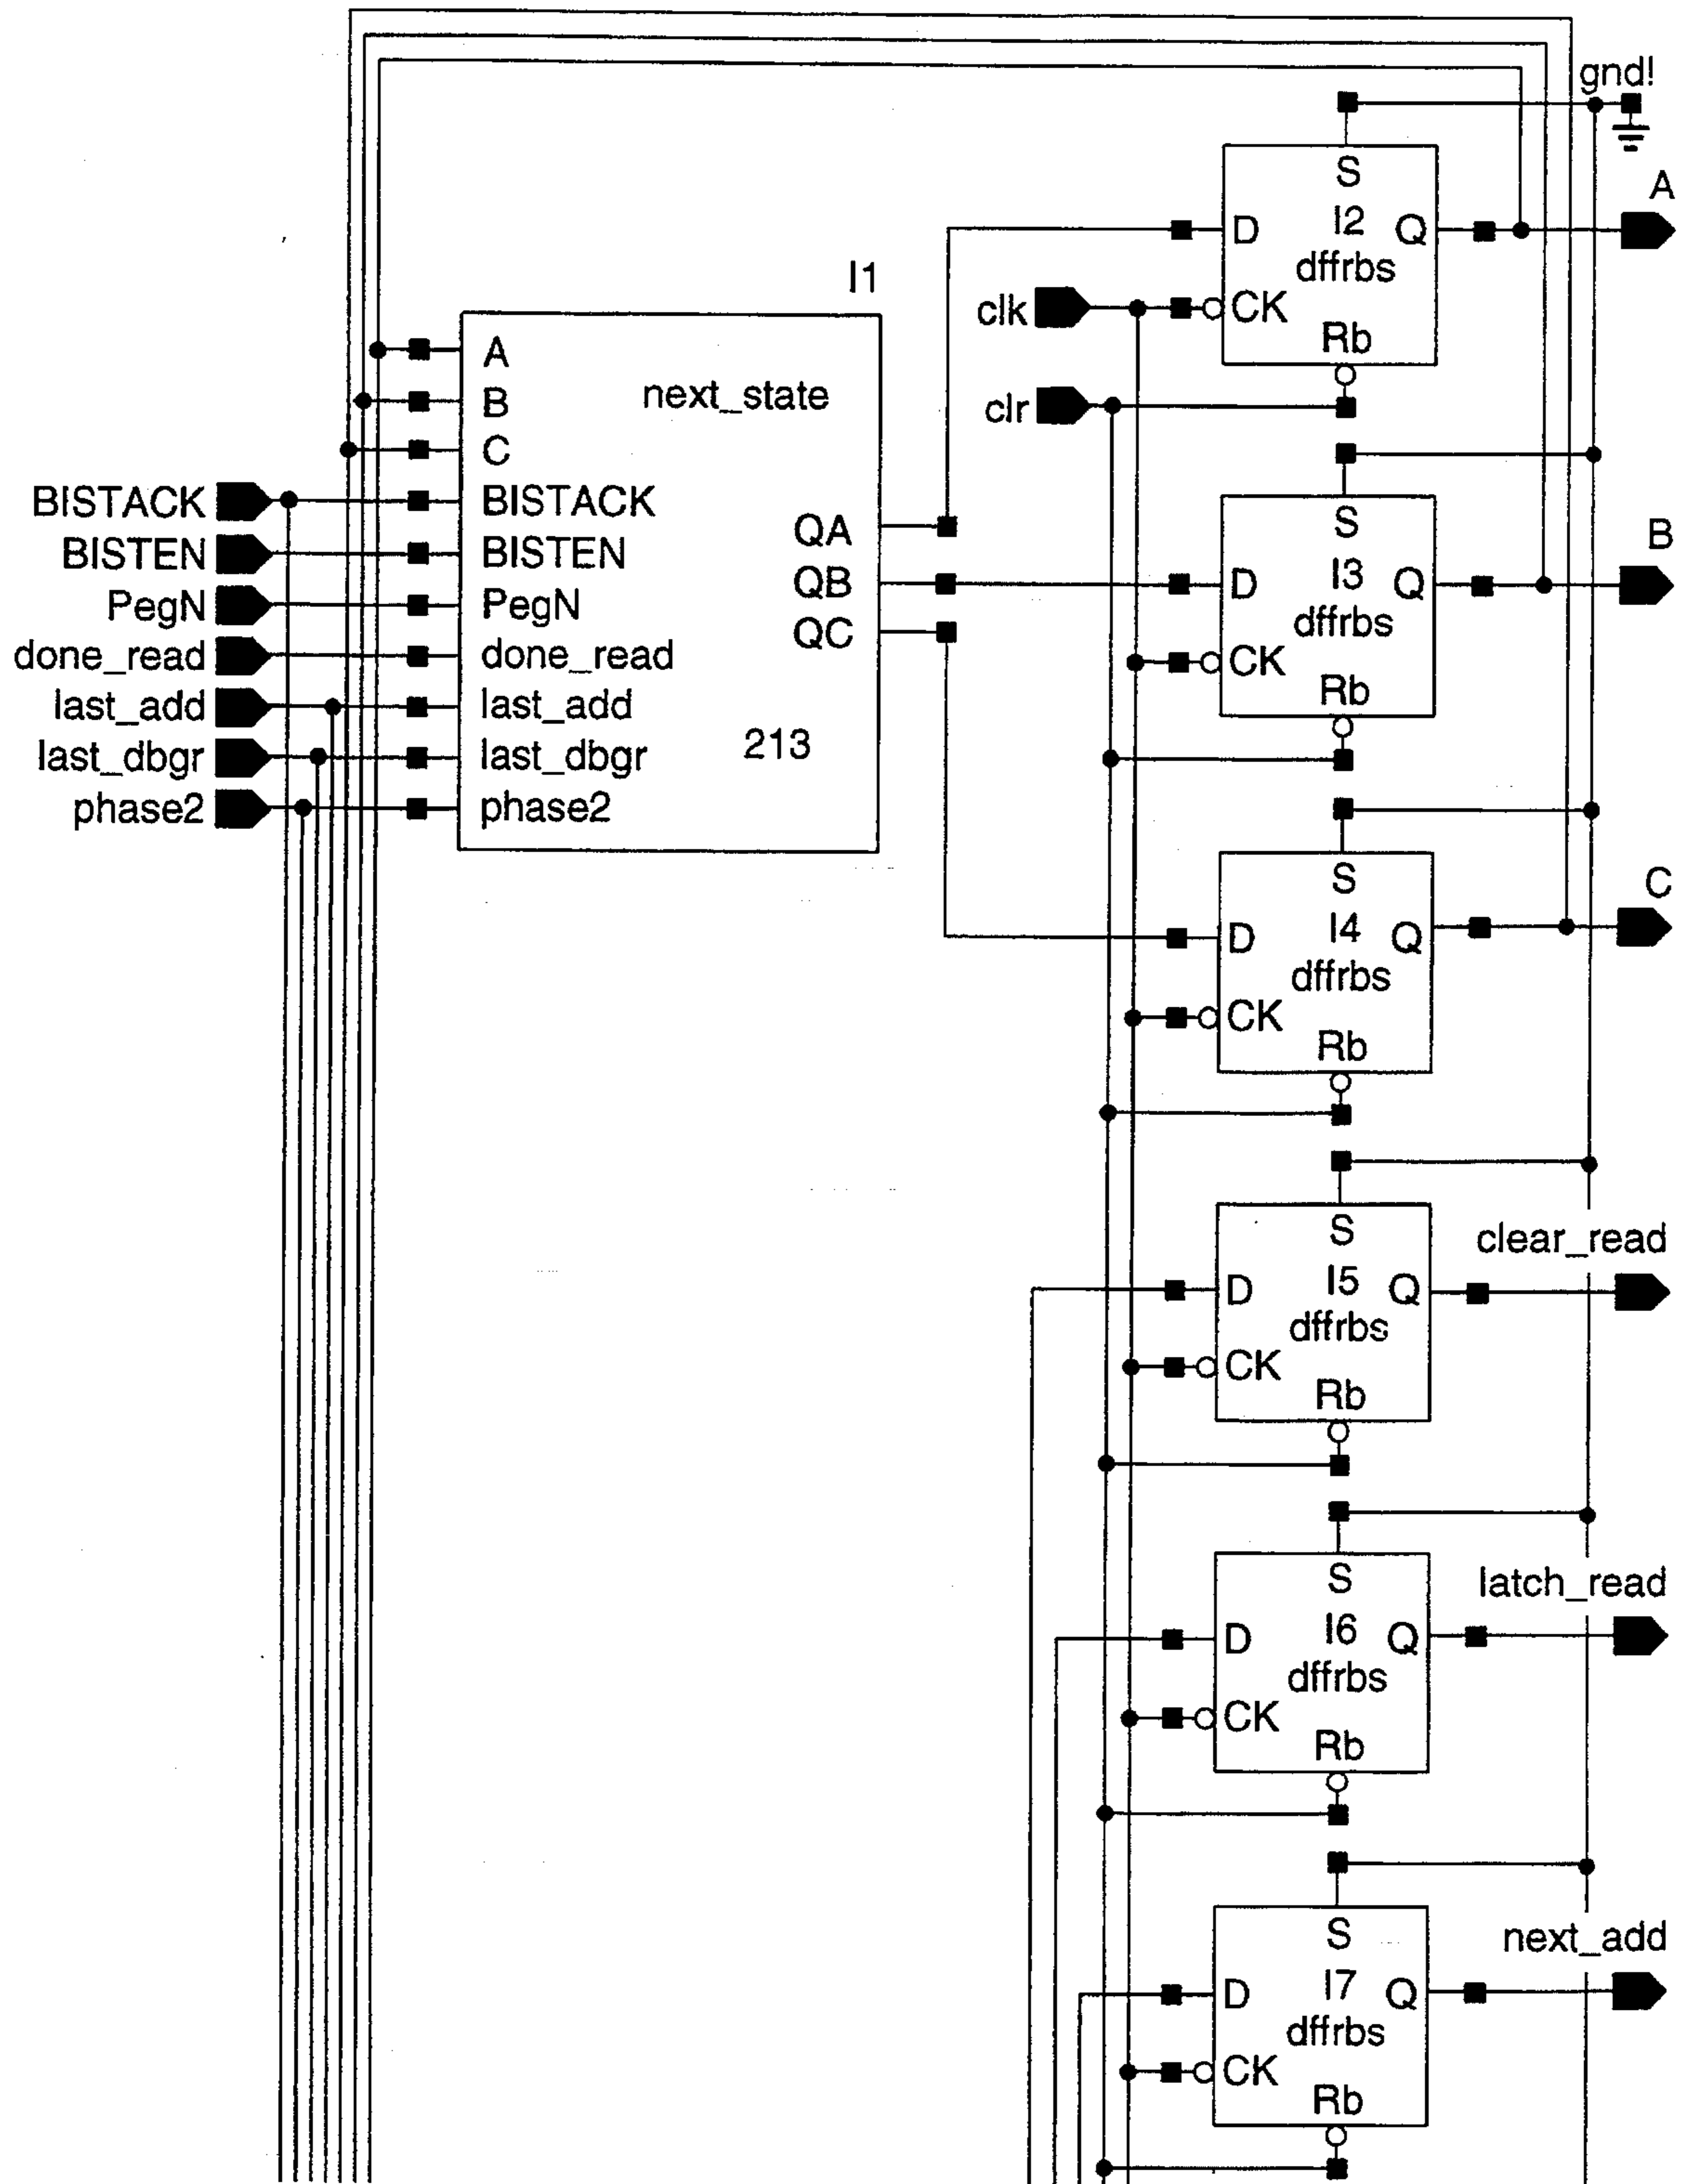 gnd!
A
S
I2
D
Q
dffrbs
CK
Rb
clk
clr
I1
A
next_state
B
C
BISTACK
BISTACK
BISTEN
BISTEN
PegN
PegN
done_read
done_read
last_add
last_add
last_dbgr
last_dbgr
phase2
phase2
QA
QB
QC
213
B
S
I3
D
Q
dffrbs
CK
Rb
C
S
I4
D
Q
dffrbs
CK
Rb
clear_read
S
I5
D
Q
dffrbs
CK
Rb
latch_read
S
I6
D
Q
dffrbs
CK
Rb
next_add
S
I7
D
Q
dffrbs
CK
Rb